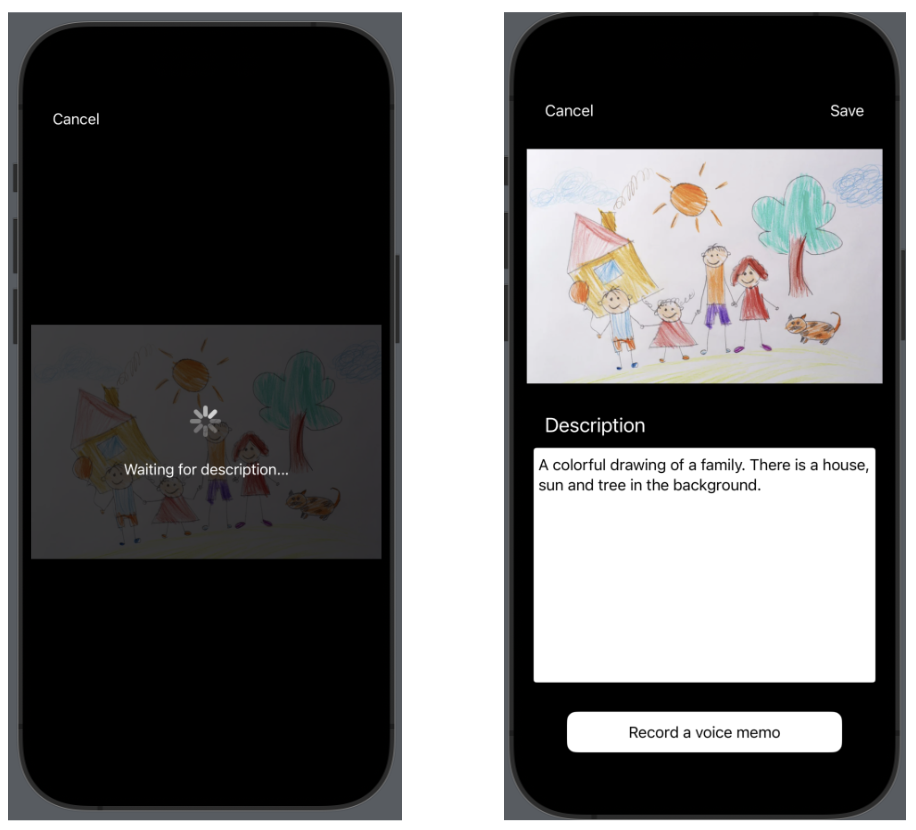 Cancel
Waiting for description...
Cancel
Save
Description
A colorful drawing of a family. There is a house,
sun and tree in the background.
Record a voice memo